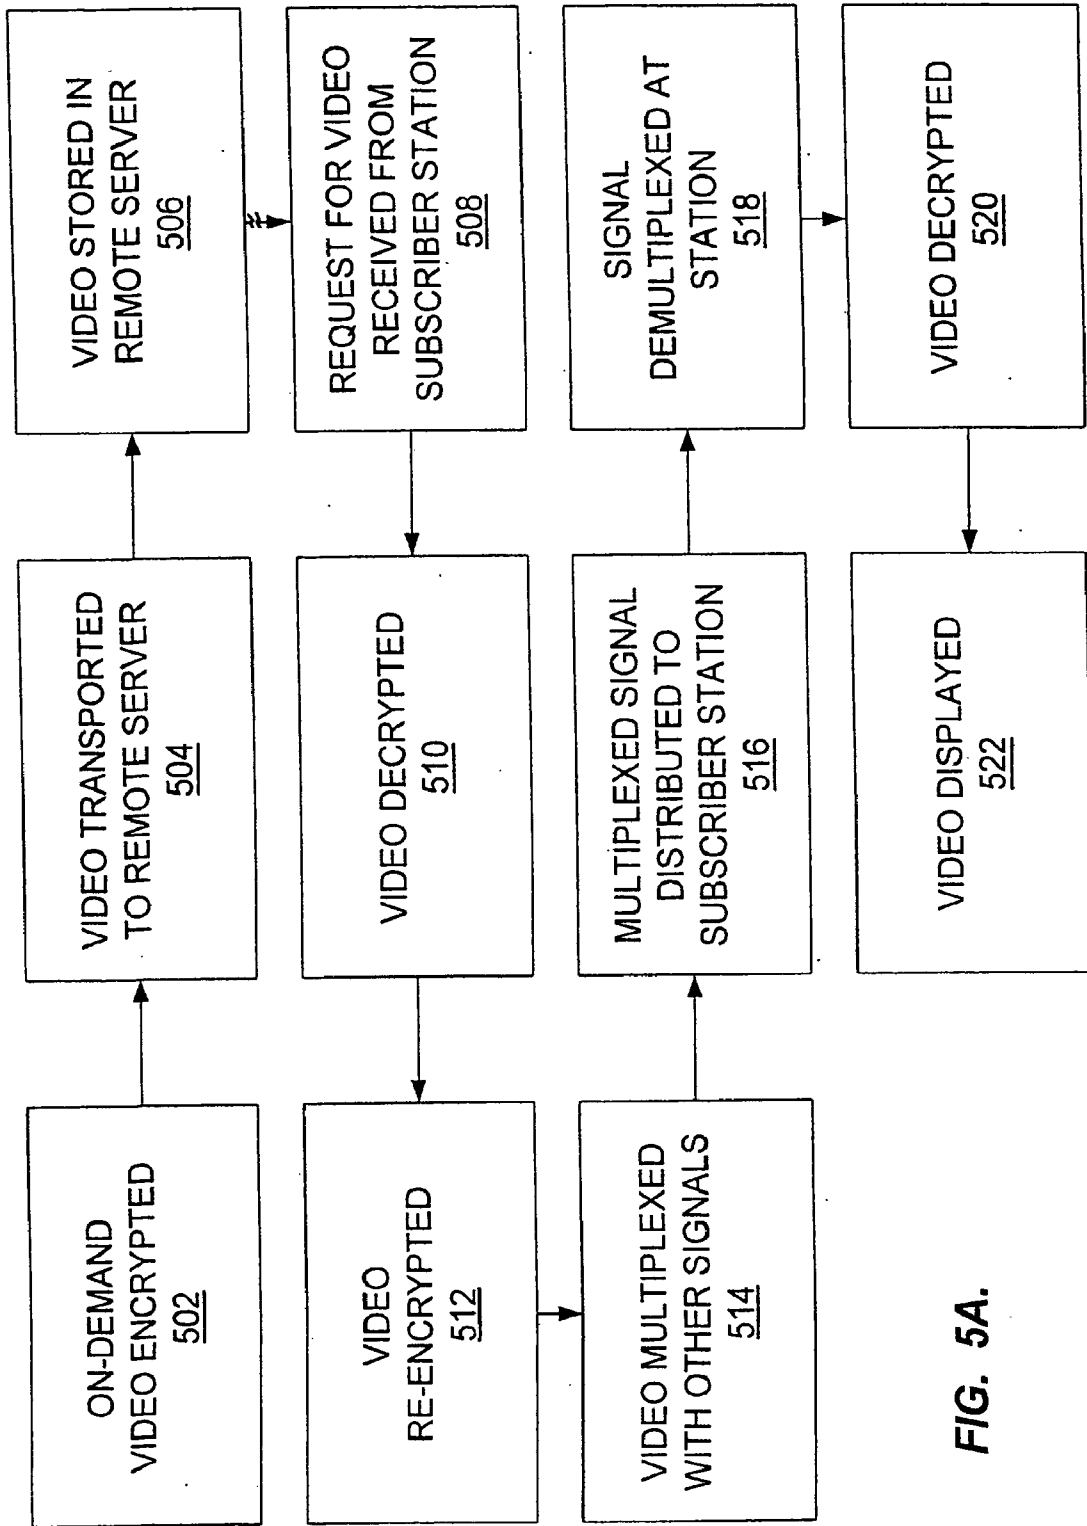 ON-DEMAND
VIDEO ENCRYPTED
502
VIDEO TRANSPORTED
TO REMOTE SERVER
504
VIDEO STORED IN
REMOTE SERVER
506
REQUEST FOR VIDEO
RECEIVED FROM
SUBSCRIBER STATION
508
VIDEO DECRYPTED
510
VIDEO
RE-ENCRYPTED
512
VIDEO MULTIPLEXED
WITH OTHER SIGNALS
514
MULTIPLEXED SIGNAL
DISTRIBUTED TO
SUBSCRIBER STATION
516
SIGNAL
DEMULTIPLEXED AT
STATION
518
VIDEO DECRYPTED
520
VIDEO DISPLAYED
522
FIG. 5A.